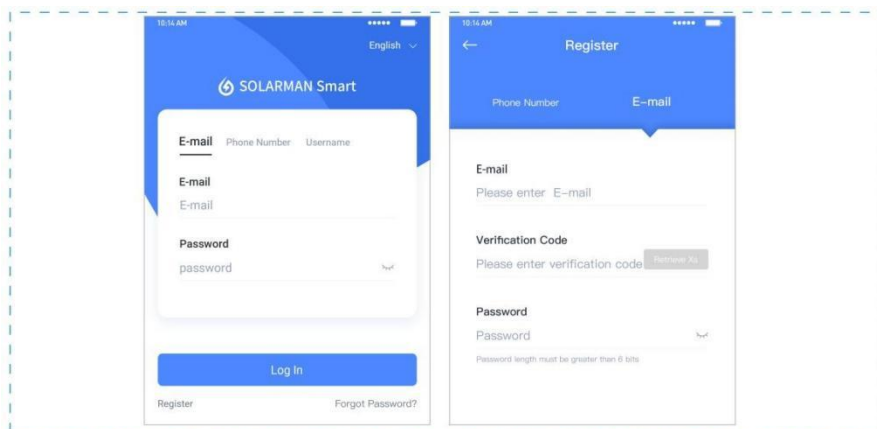 10:14 AM
English
SOLARMAN Smart
E-mail Phone Number Username
E-mail
E-mail
Password
password
Log In
Register Forgot Password?
10:14 AM
Register
Phone Number E-mail
E-mail
Please enter E-mail
Verification Code
Please enter verification code Retrieve Xs
Password
Password
Password length must be greater than 6 bits